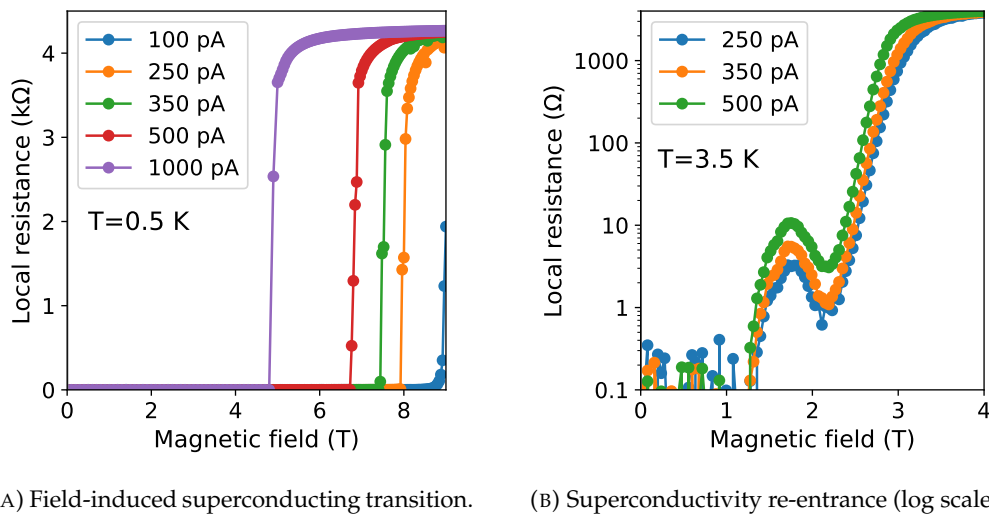 Local resistance (kΩ)
4
3
2
1
0
100 pA
250 pA
350 pA
500 pA
1000 pA
T=0.5 K
0 2 4 6 8
Magnetic field (T)
Local resistance (Ω)
1000
100
10
1
0.1
250 pA
350 pA
500 pA
T=3.5 K
0 1 2 3 4
Magnetic field (T)
A) Field-induced superconducting transition.
(B) Superconductivity re-entrance (log scale